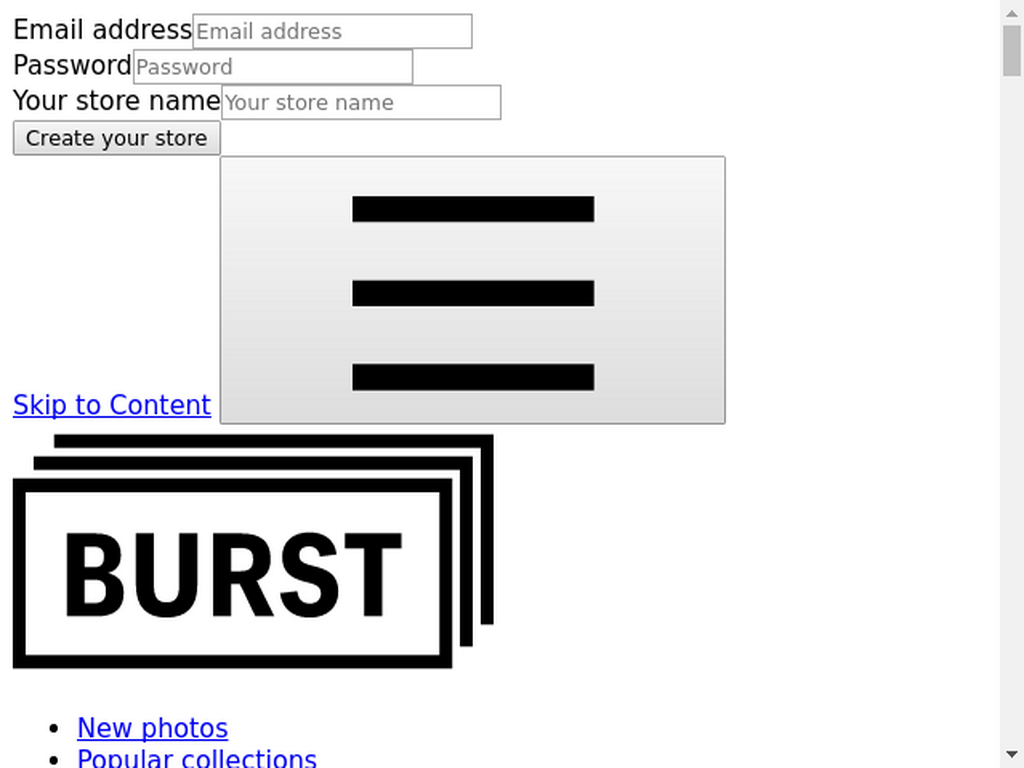 Email address Email address
Password Password
Your store name Your store name
Create your store
Skip to Content
BURST
New photos
Popular collections